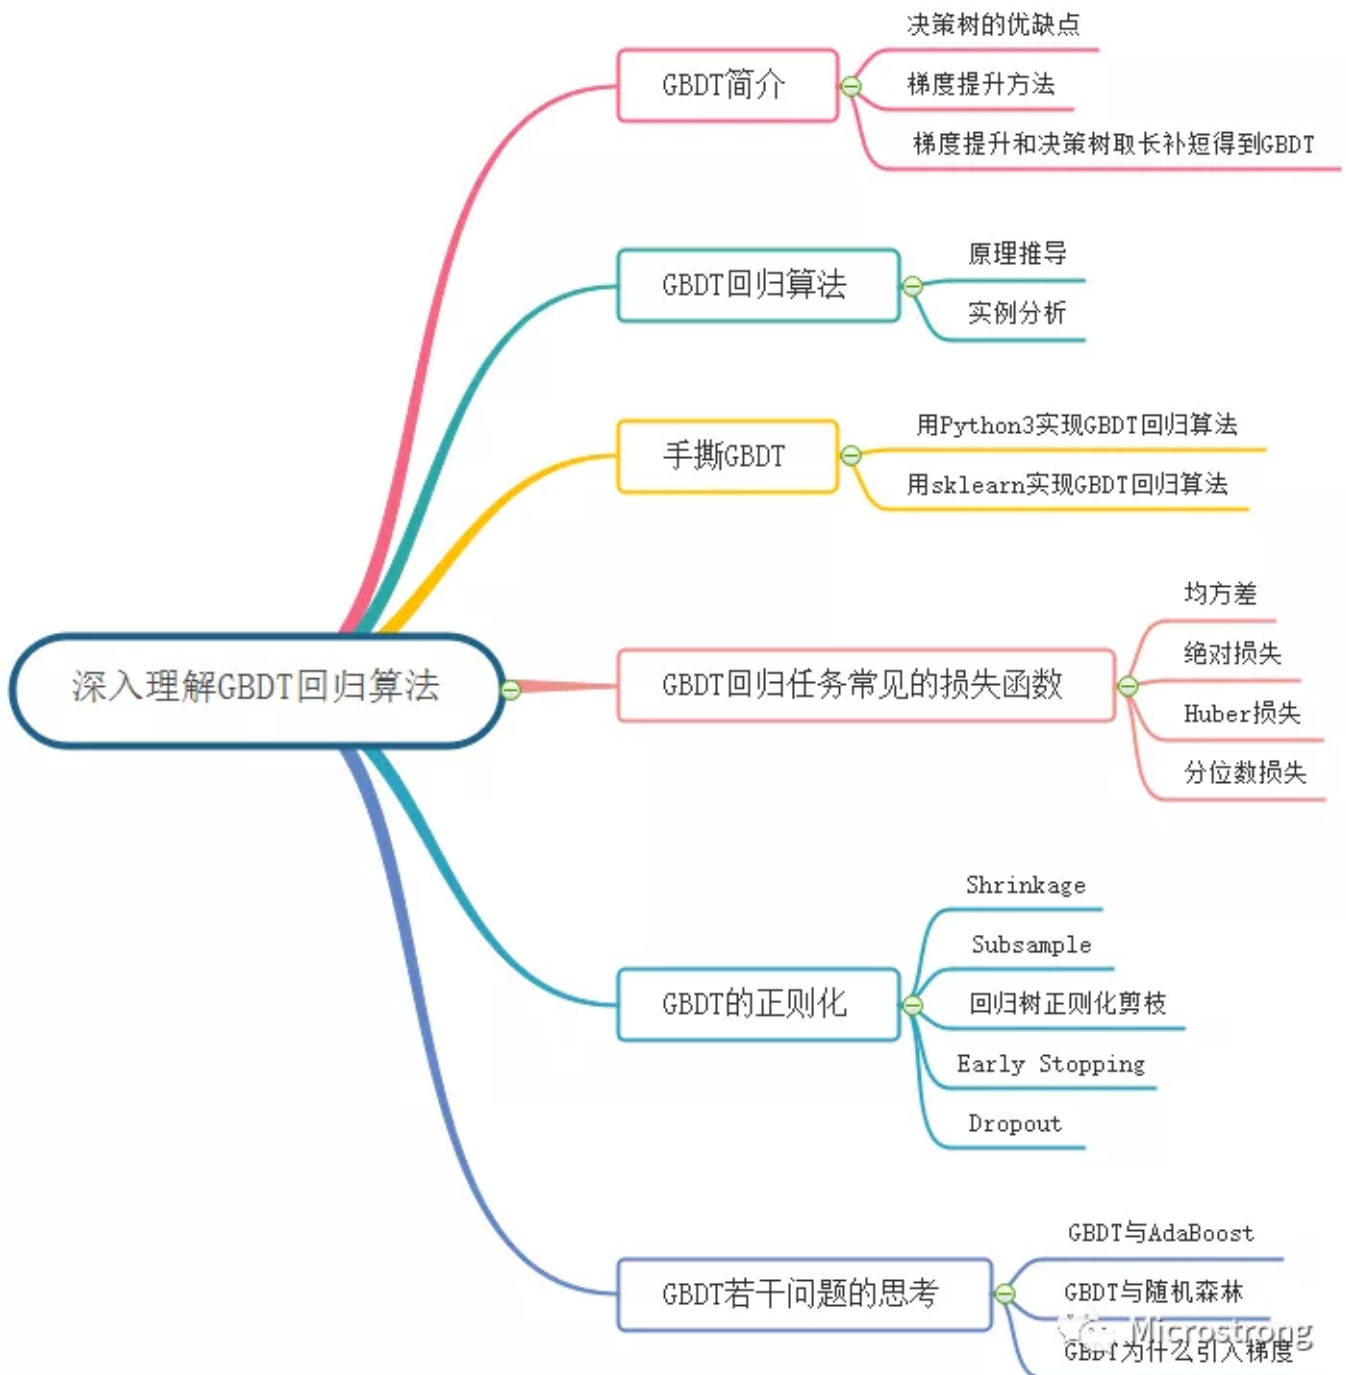 深入理解GBDT回归算法
GBDT简介
决策树的优缺点
梯度提升方法
梯度提升和决策树取长补短得到GBDT
GBDT回归算法
原理推导
实例分析
手撕GBDT
用Python3实现GBDT回归算法
用sklearn实现GBDT回归算法
GBDT回归任务常见的损失函数
均方差
绝对损失
Huber损失
分位数损失
GBDT的正则化
Shrinkage
Subsample
回归树正则化剪枝
Early Stopping
Dropout
GBDT若干问题的思考
GBDT与AdaBoost
GBDT与随机森林
GBDT为什么引入梯度
Microstrong